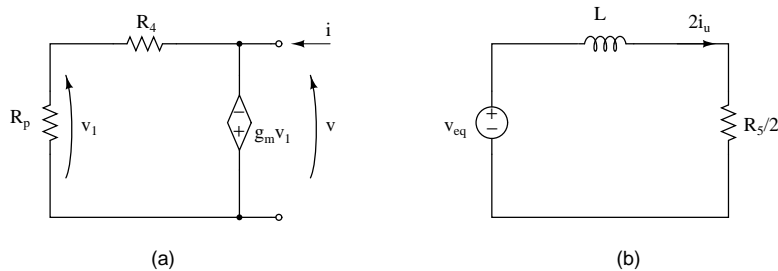 R4
i
Rp
v1
−
+
gmv1
v
(a)
L
2iu
veq
+
−
R5/2
(b)